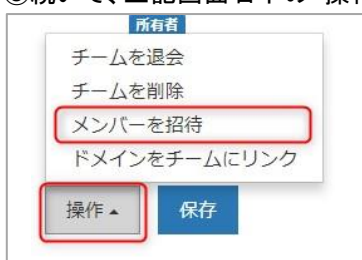 所有者
チームを退会
チームを削除
メンバーを招待
ドメインをチームにリンク
操作▲ 保存